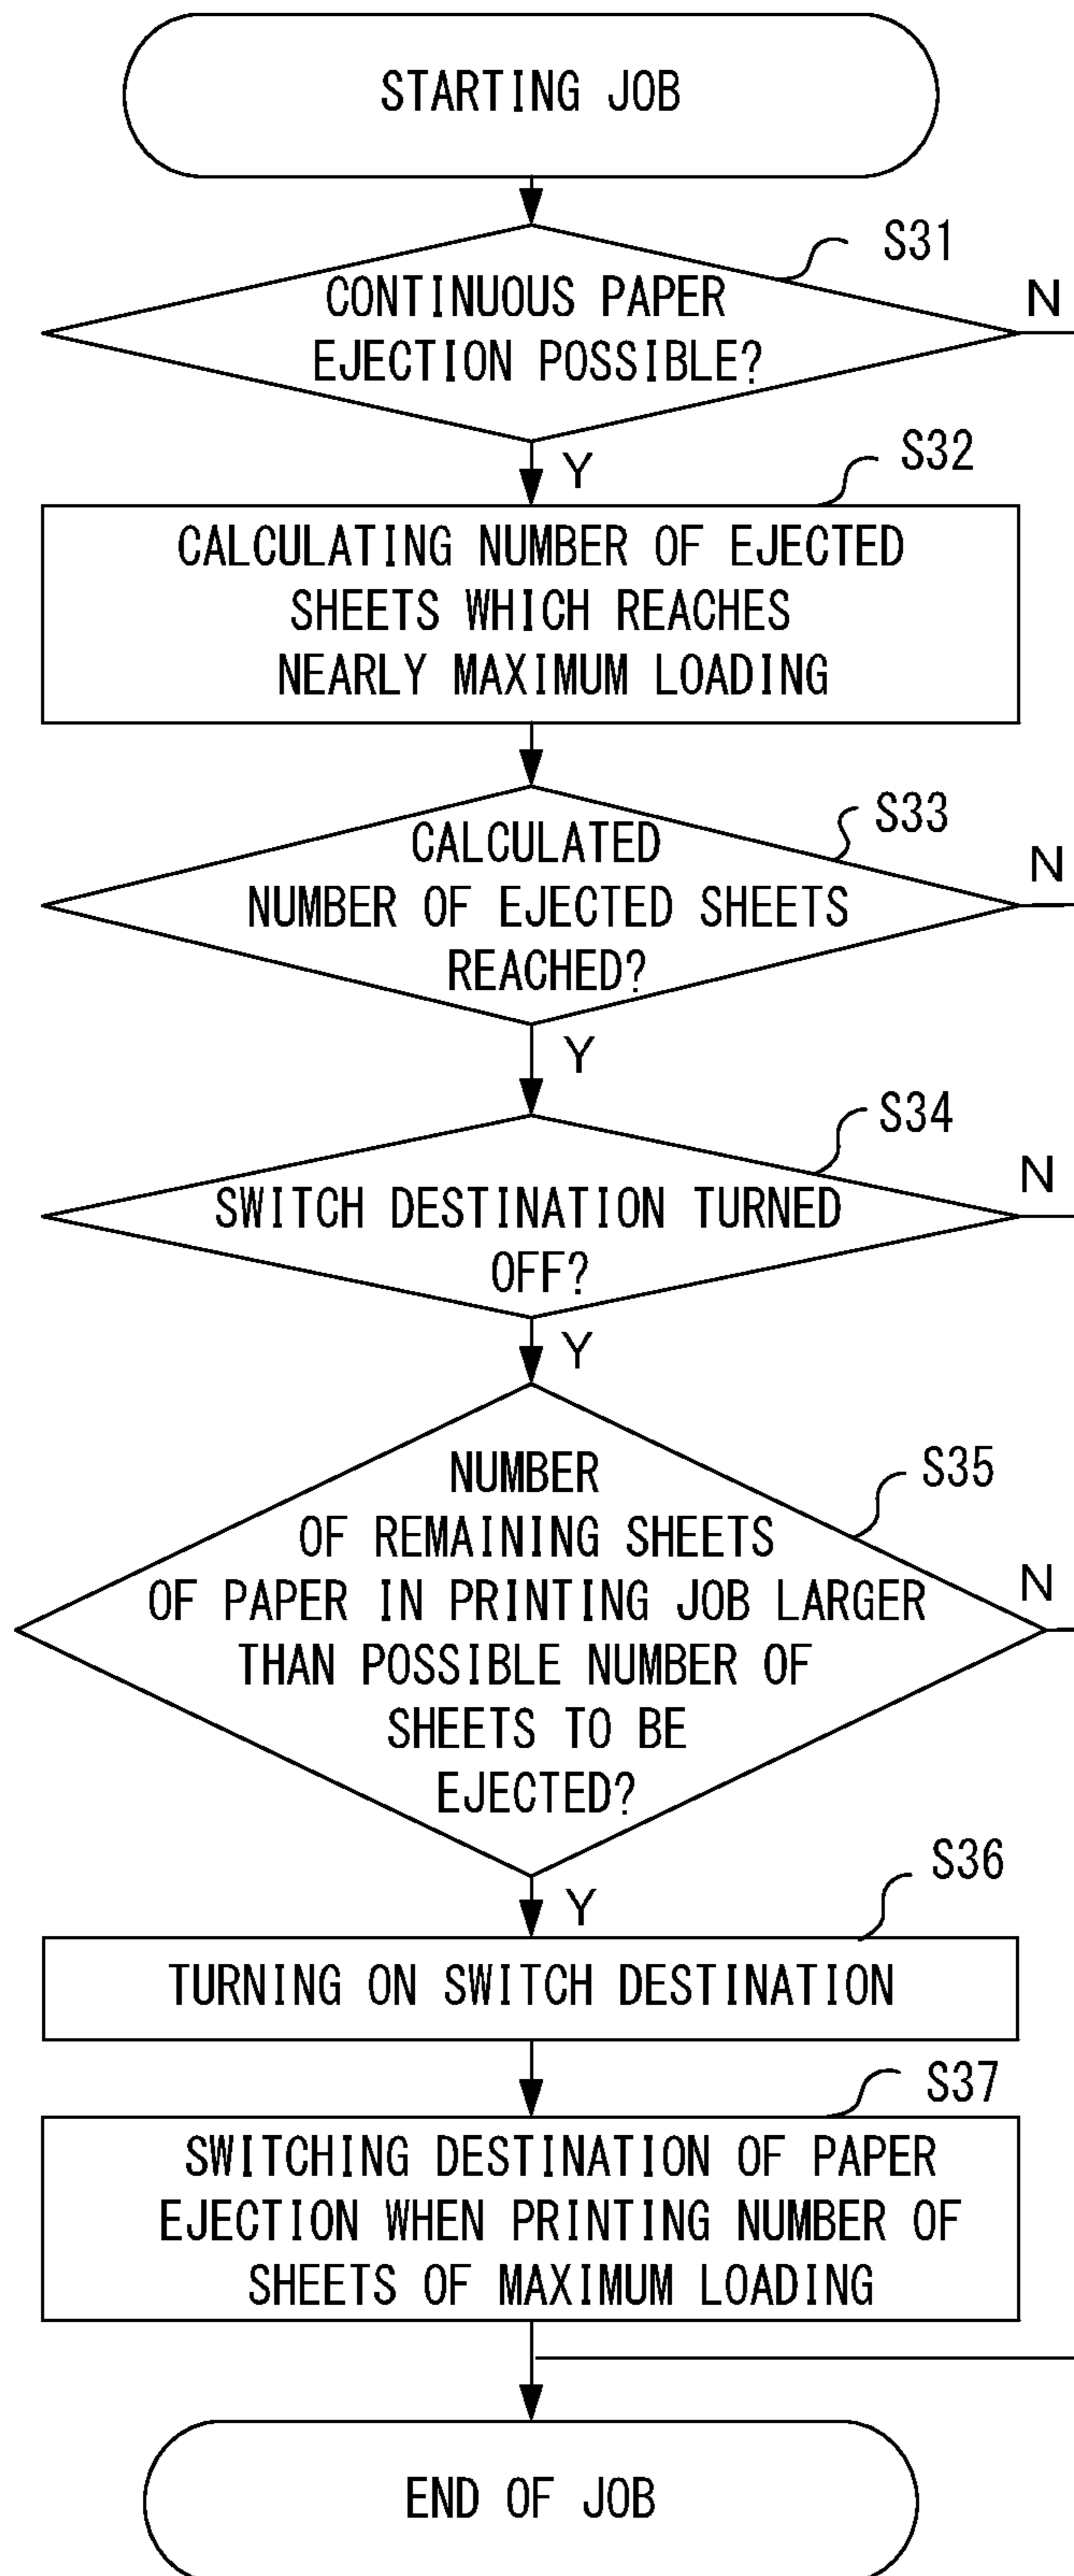 STARTING JOB
S31
CONTINUOUS PAPER
EJECTION POSSIBLE?
N
Y
S32
CALCULATING NUMBER OF EJECTED
SHEETS WHICH REACHES
NEARLY MAXIMUM LOADING
S33
CALCULATED
NUMBER OF EJECTED SHEETS
REACHED?
N
Y
S34
SWITCH DESTINATION TURNED
OFF?
N
Y
S35
NUMBER
OF REMAINING SHEETS
OF PAPER IN PRINTING JOB LARGER
THAN POSSIBLE NUMBER OF
SHEETS TO BE
EJECTED?
N
Y
S36
TURNING ON SWITCH DESTINATION
S37
SWITCHING DESTINATION OF PAPER
EJECTION WHEN PRINTING NUMBER OF
SHEETS OF MAXIMUM LOADING
END OF JOB